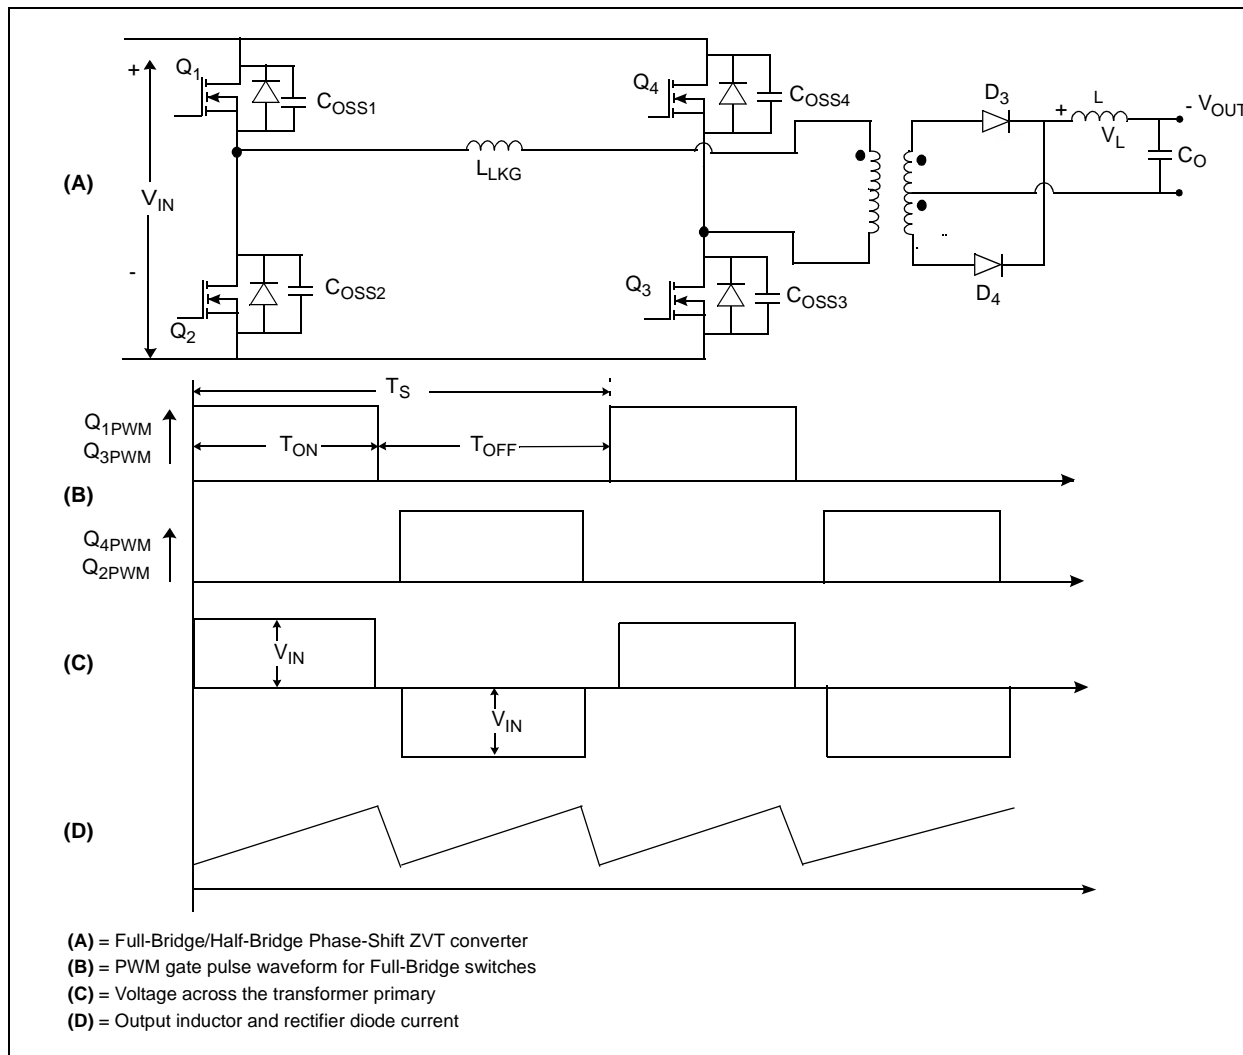 +
Q1
COSS1
Q4
COSS4
D3
+
L
- VOUT
VL
CO
(A)
VIN
LLKG
-
COSS2
Q2
Q3
COSS3
D4
TS
Q1PWM
Q3PWM
TON
TOFF
(B)
Q4PWM
Q2PWM
(C)
VIN
VIN
(D)
(A) = Full-Bridge/Half-Bridge Phase-Shift ZVT converter
(B) = PWM gate pulse waveform for Full-Bridge switches
(C) = Voltage across the transformer primary
(D) = Output inductor and rectifier diode current